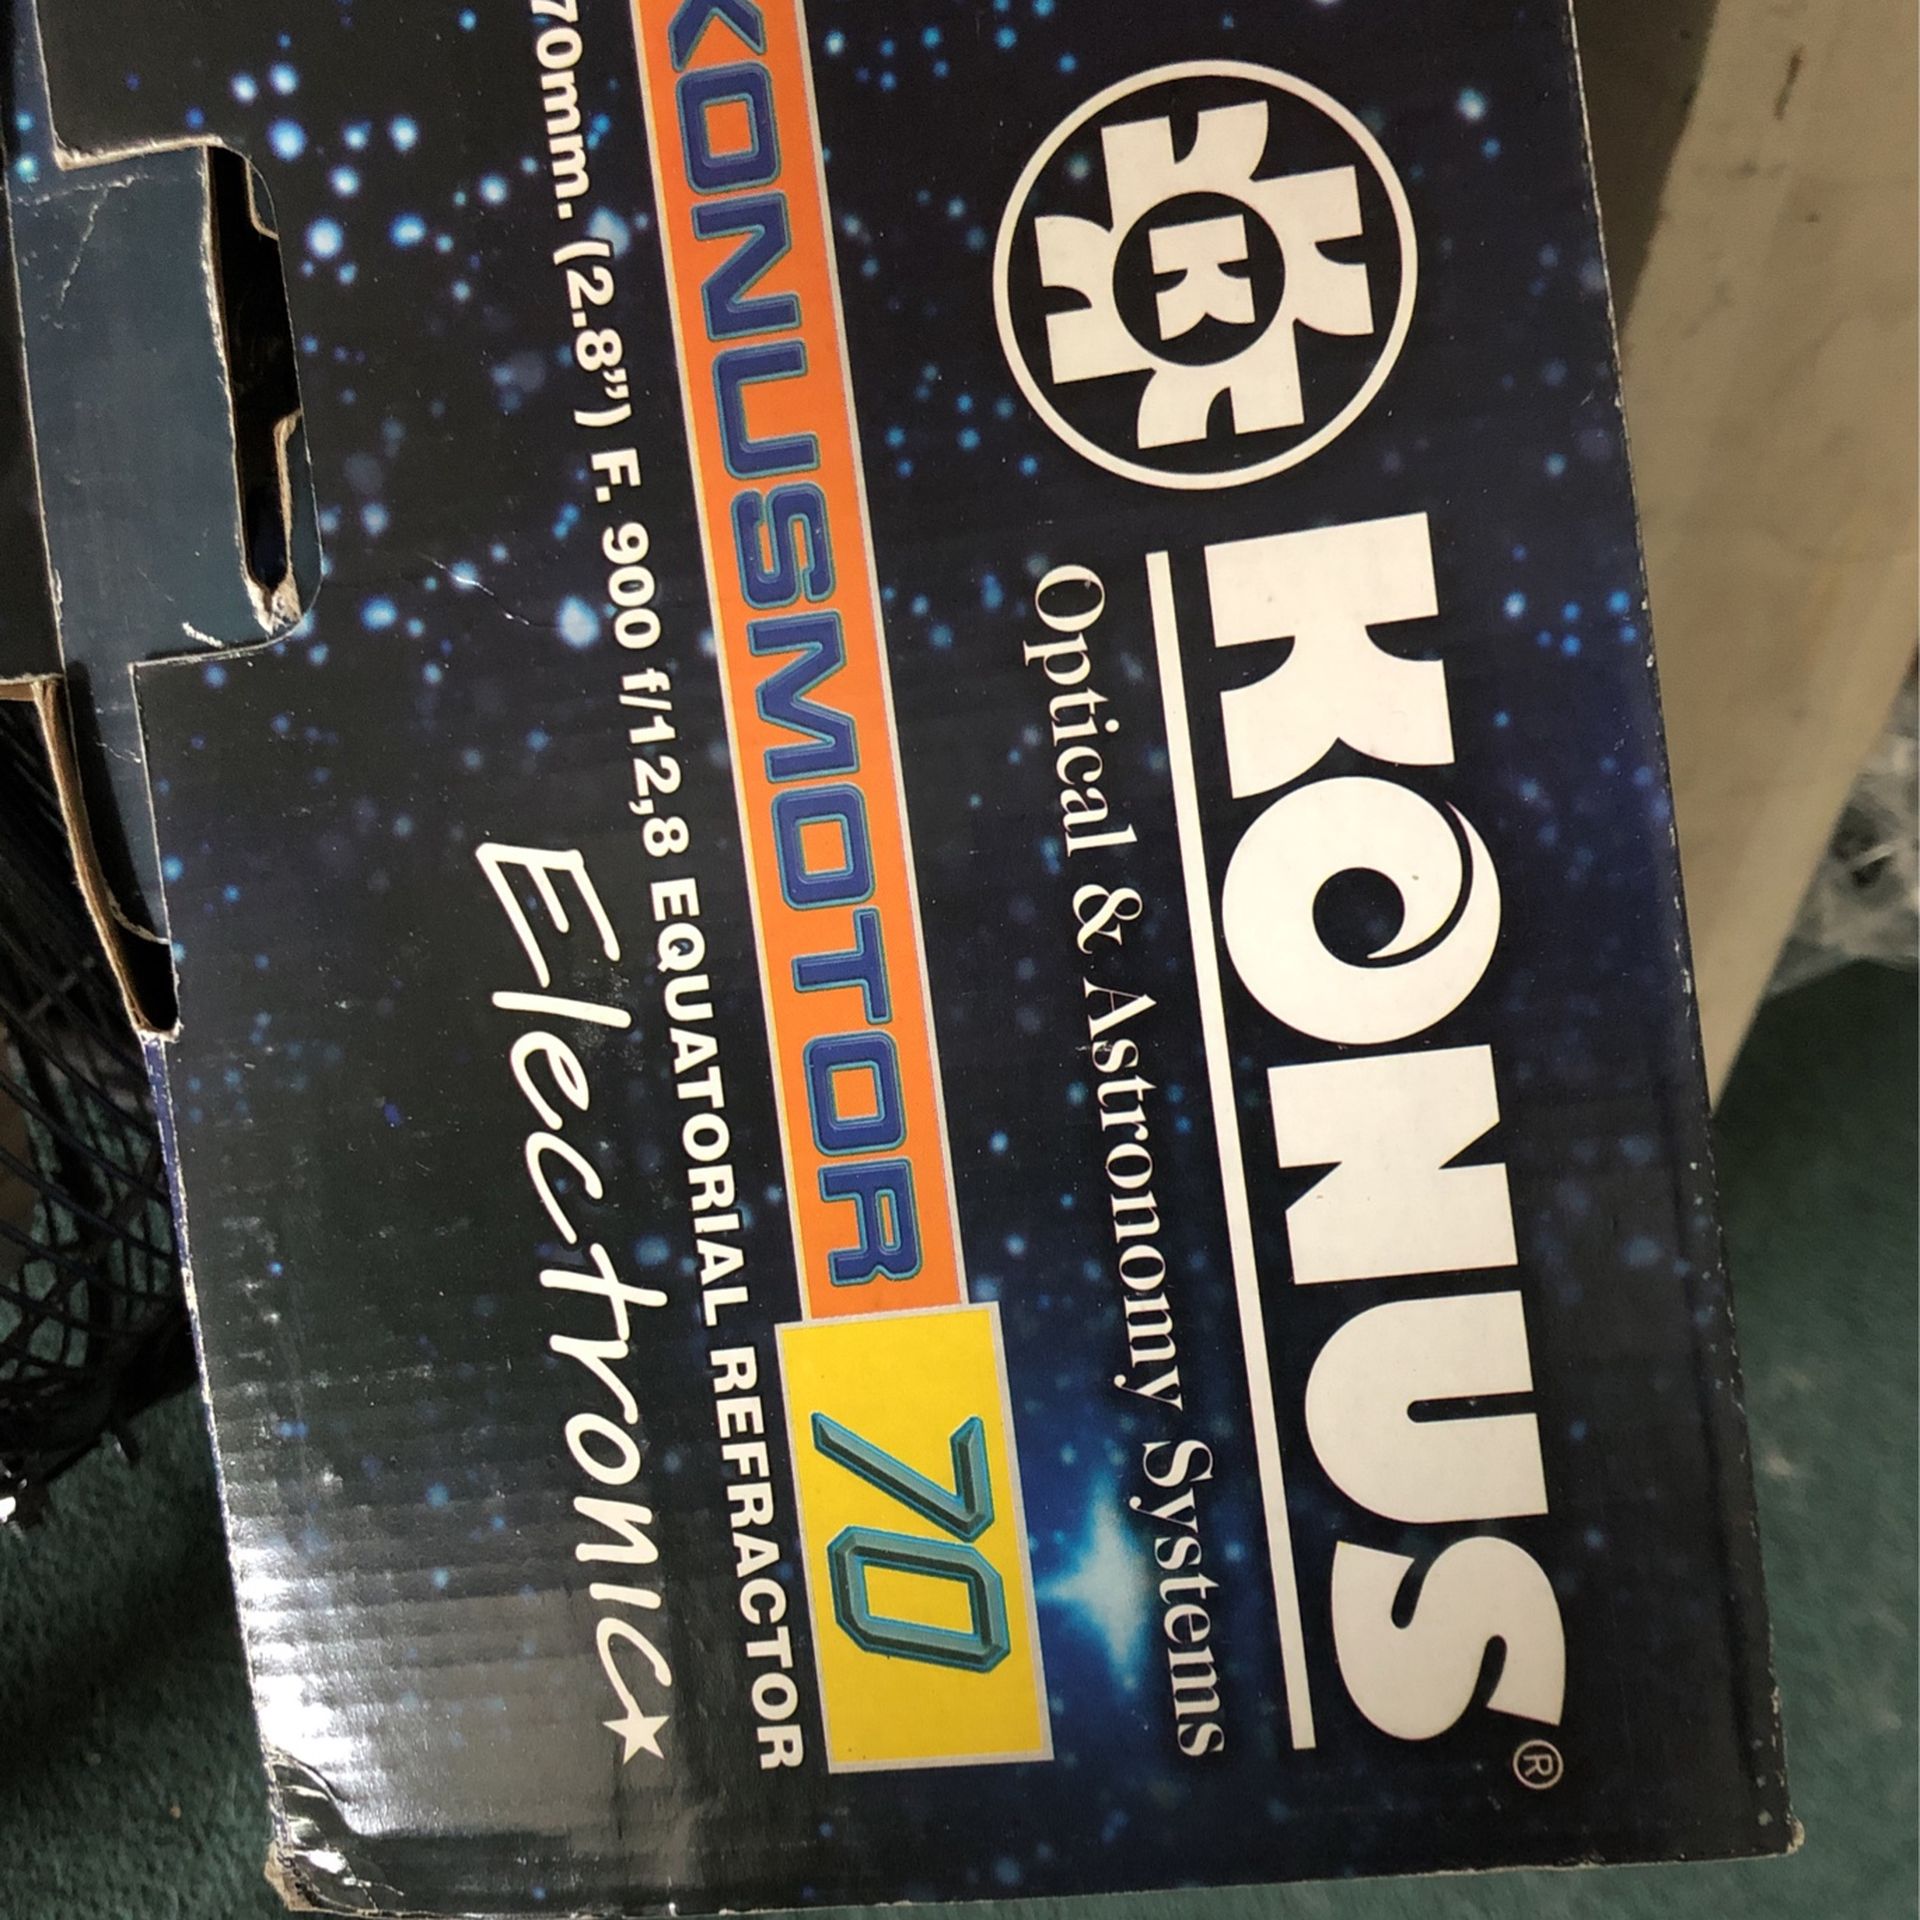 KONUS®
Optical & Astronomy Systems
KONUSMOTOR 70
70mm. (2.8”) F. 900 f/12,8 EQUATORIAL REFRACTOR
Electronic